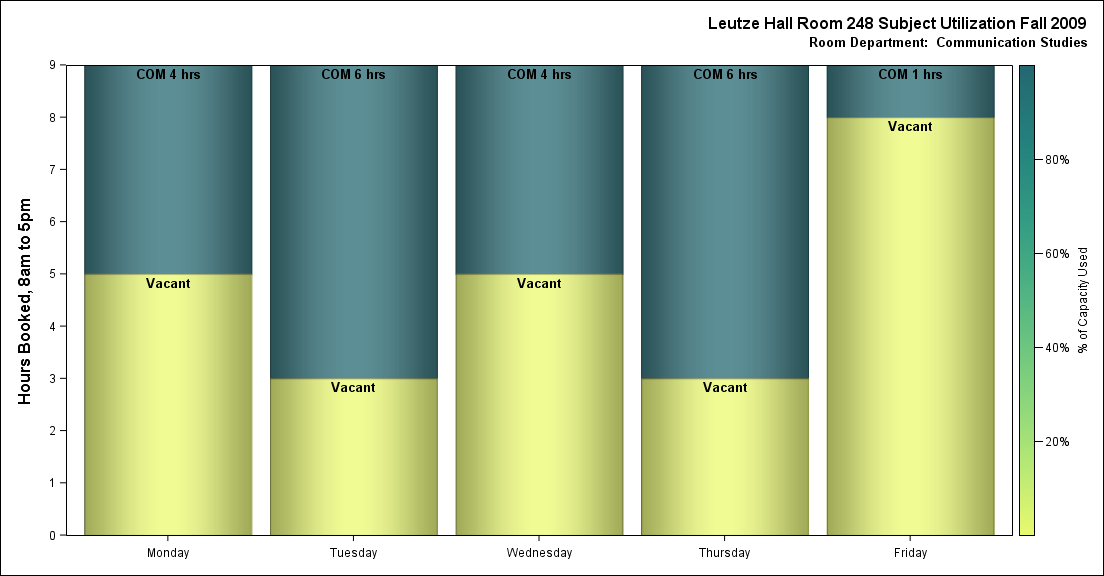 Leutze Hall Room 248 Subject Utilization Fall 2009
Room Department:  Communication Studies
Hours Booked, 8am to 5pm
9
8
7
6
5
4
3
2
1
0
COM 4 hrs
Vacant
COM 6 hrs
Vacant
COM 4 hrs
Vacant
COM 6 hrs
Vacant
COM 1 hrs
Vacant
Monday
Tuesday
Wednesday
Thursday
Friday
80%
60%
40%
20%
% of Capacity Used